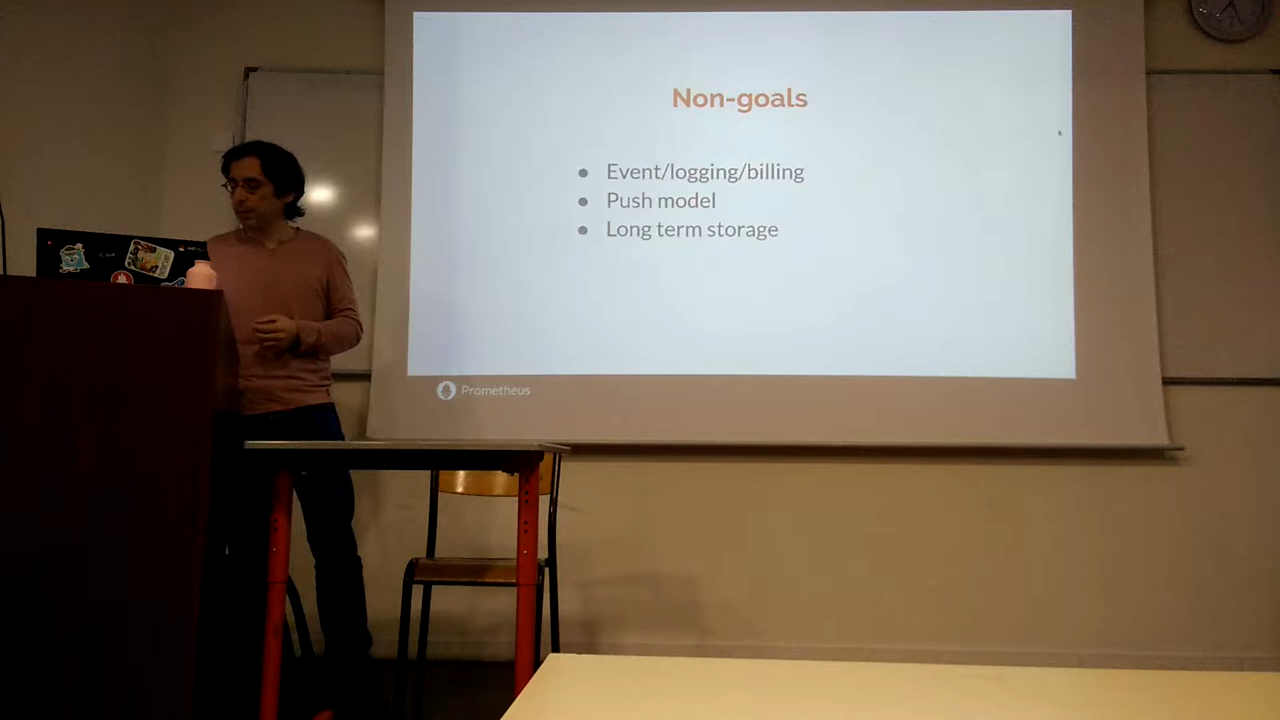 Non-goals
Event/logging/billing
Push model
Long term storage
Prometheus